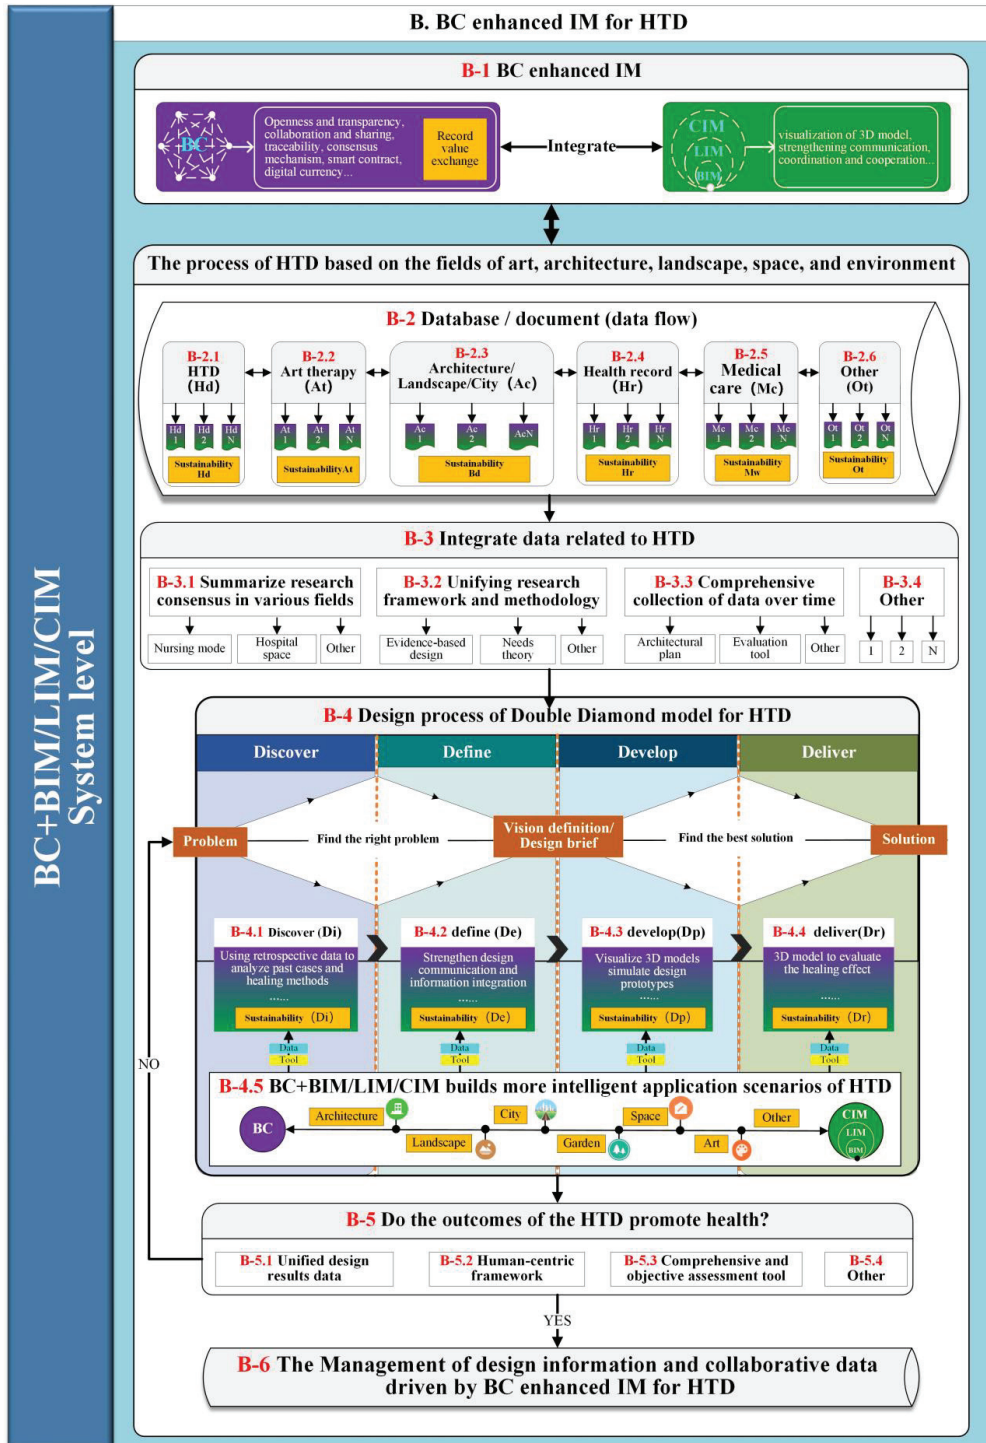 BC+BIM/LIM/CIM
System level
B. BC enhanced IM for HTD
B-1 BC enhanced IM
BC
Openness and transparency,
collaboration and sharing,
traceability, consensus
mechanism, smart contract,
digital currency...
Record
value
exchange
Integrate
CIM
LIM
BIM
visualization of 3D model,
strengthening communication,
coordination and cooperation...
The process of HTD based on the fields of art, architecture, landscape, space, and environment
B-2 Database / document (data flow)
B-2.1
HTD
(Hd)
Hd
1
Hd
2
Hd
N
Sustainability
Hd
B-2.2
Art therapy
(At)
At
1
At
2
At
N
SustainabilityAt
B-2.3
Architecture/
Landscape/City (Ac)
Ac
1
Ac
2
AcN
Sustainability
Bd
B-2.4
Health record
(Hr)
Hr
1
Hr
2
Hr
N
Sustainability
Hr
B-2.5
Medical
care (Mc)
Mc
1
Mc
2
Mc
N
Sustainability
Mw
B-2.6
Other
(Ot)
Ot
1
Ot
2
Ot
N
Sustainability
Ot
B-3 Integrate data related to HTD
B-3.1 Summarize research
consensus in various fields
Nursing mode
Hospital
space
Other
B-3.2 Unifying research
framework and methodology
Evidence-based
design
Needs
theory
Other
B-3.3 Comprehensive
collection of data over time
Architectural
plan
Evaluation
tool
Other
B-3.4
Other
1
2
N
B-4 Design process of Double Diamond model for HTD
Discover
Define
Develop
Deliver
Problem
Find the right problem
Vision definition/
Design brief
Find the best solution
Solution
B-4.1 Discover (Di)
Using retrospective data to
analyze past cases and
healing methods
......
Sustainability (Di)
B-4.2 define (De)
Strengthen design
communication and
information integration
......
Sustainability (De)
B-4.3 develop(Dp)
Visualize 3D models
simulate design
prototypes
......
Sustainability (Dp)
B-4.4 deliver(Dr)
3D model to evaluate
the healing effect
......
Sustainability (Dr)
Data
Tool
Data
Tool
Data
Tool
Data
Tool
NO
B-4.5 BC+BIM/LIM/CIM builds more intelligent application scenarios of HTD
BC
Architecture
Landscape
City
Garden
Space
Art
Other
CIM
LIM
BIM
B-5 Do the outcomes of the HTD promote health?
B-5.1 Unified design
results data
B-5.2 Human-centric
framework
B-5.3 Comprehensive and
objective assessment tool
B-5.4
Other
YES
B-6 The Management of design information and collaborative data
driven by BC enhanced IM for HTD